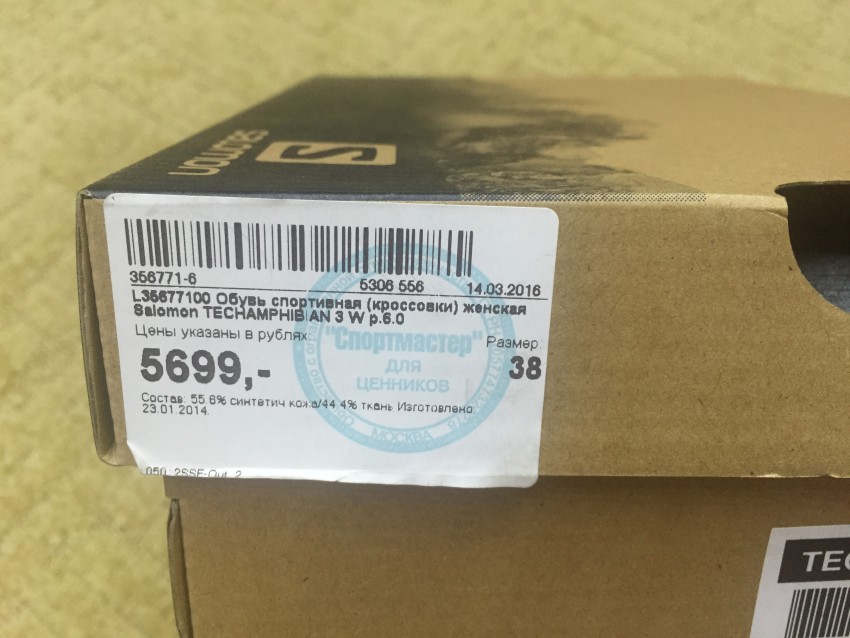 salomon
S
356771-6 5306 556 14.03.2016
L35677100 Обувь спортивная (кроссовки) женская
Salomon TECHAMPHIBIAN 3 W р.6.0
Цены указаны в рублях.
Размер:
5699,- 38
"Спортмастер"
ДЛЯ
ЦЕННИКОВ
МОСКВА
Состав: 55.6% синтетич кожа/44.4% ткань Изготовлено:
23.01.2014.
TEC